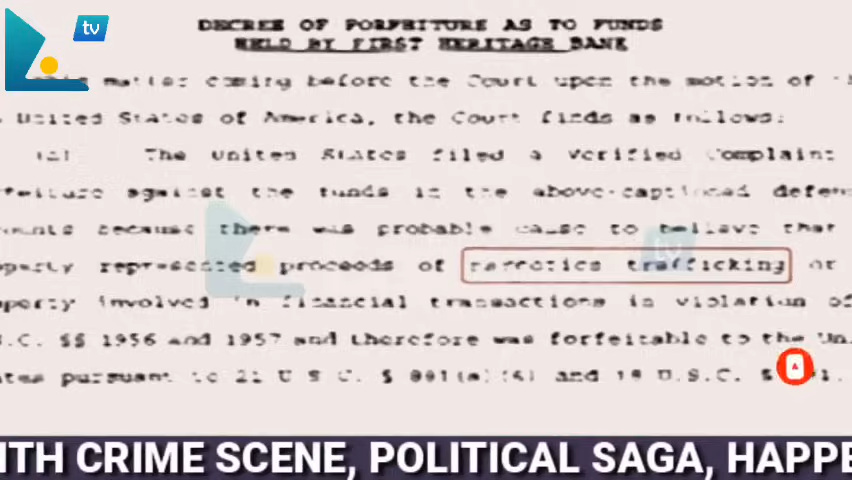 tv
DECREE OF FORFEITURE AS TO FUNDS
HELD BY FIRST HERITAGE BANK
matter coming before the Court upon the motion of
United States of America, the Court finds as follows:
The United States filed a Verified Complaint
against the funds in the above-captioned
because there was probable cause to believe that
represented proceeds of narcotics trafficking or
involved in financial transactions in violation of
.C. §§ 1956 and 1957 and therefore was forfeitable to the
pursuant to 21 U.S.C. § 881(a)(6) and 18 U.S.C. §
tv
ITH CRIME SCENE, POLITICAL SAGA, HAPPE